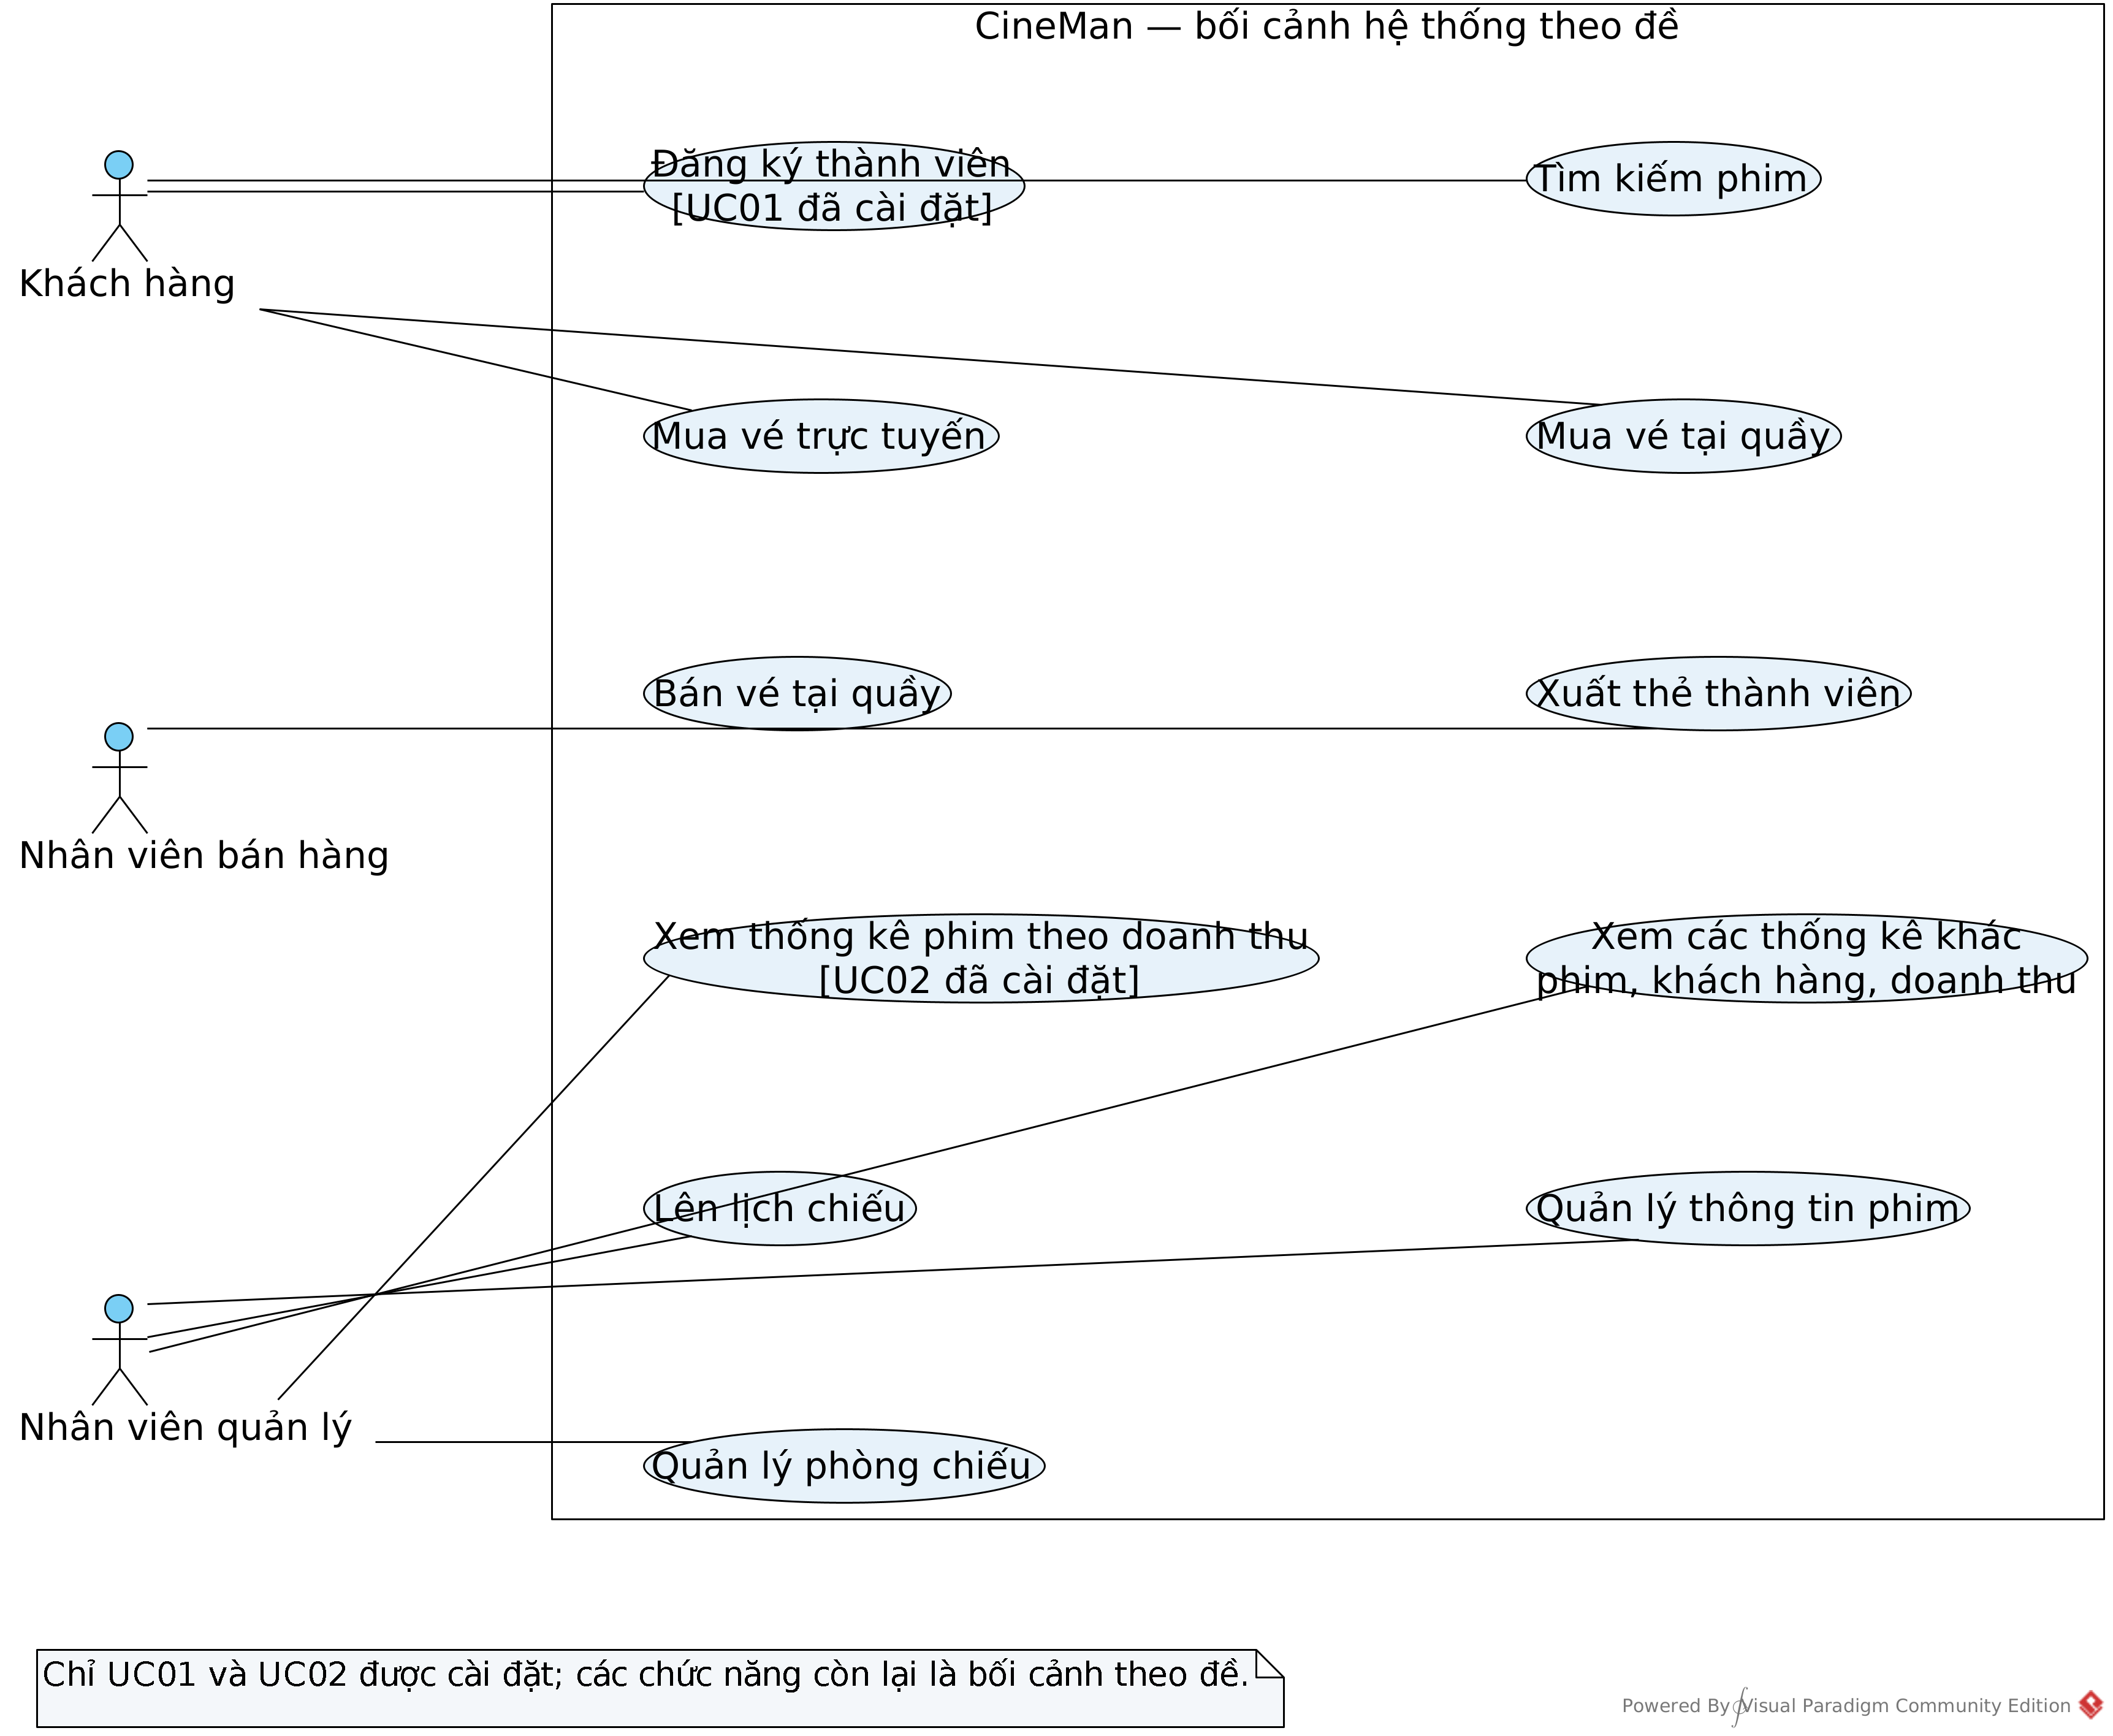 CineMan — bối cảnh hệ thống theo đề
Đăng ký thành viên
[UC01 đã cài đặt]
Tìm kiếm phim
Khách hàng
Mua vé trực tuyến
Mua vé tại quầy
Bán vé tại quầy
Xuất thẻ thành viên
Nhân viên bán hàng
Xem thống kê phim theo doanh thu
[UC02 đã cài đặt]
Xem các thống kê khác
phim, khách hàng, doanh thu
Lên lịch chiếu
Quản lý thông tin phim
Nhân viên quản lý
Quản lý phòng chiếu
Chỉ UC01 và UC02 được cài đặt; các chức năng còn lại là bối cảnh theo đề.
Powered By Visual Paradigm Community Edition